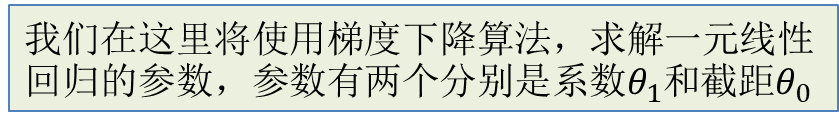 我们在这里将使用梯度下降算法，求解一元线性
回归的参数，参数有两个分别是系数θ₁和截距θ₀